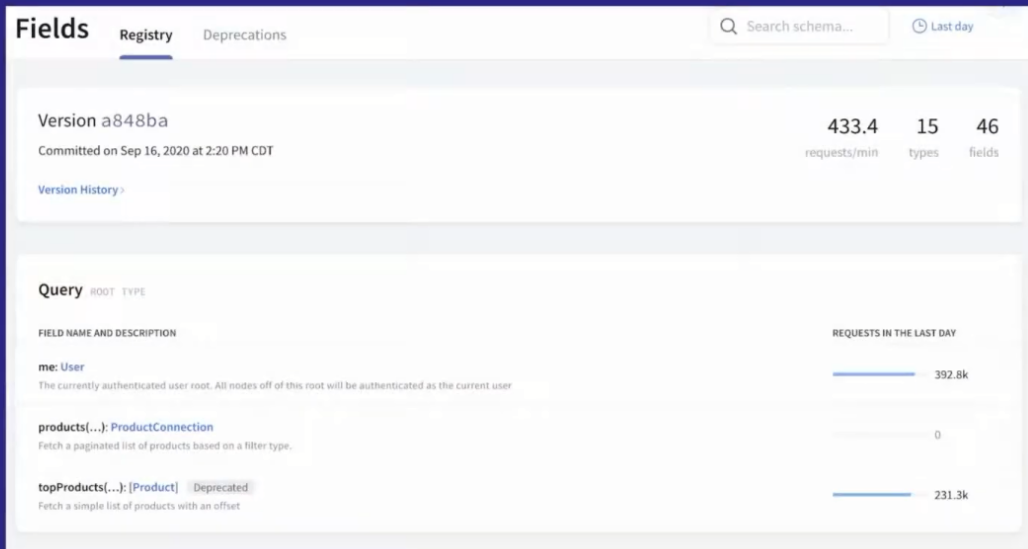 Fields Registry Deprecations Search schema... Last day
Version a848ba
Committed on Sep 16, 2020 at 2:20 PM CDT
Version History>
433.4 15 46
requests/min types fields
Query ROOT TYPE
FIELD NAME AND DESCRIPTION REQUESTS IN THE LAST DAY
me: User 392.8k
The currently authenticated user root. All nodes off of this root will be authenticated as the current user
products(...): ProductConnection 0
Fetch a paginated list of products based on a filter type.
topProducts(...): [Product] Deprecated 231.3k
Fetch a simple list of products with an offset